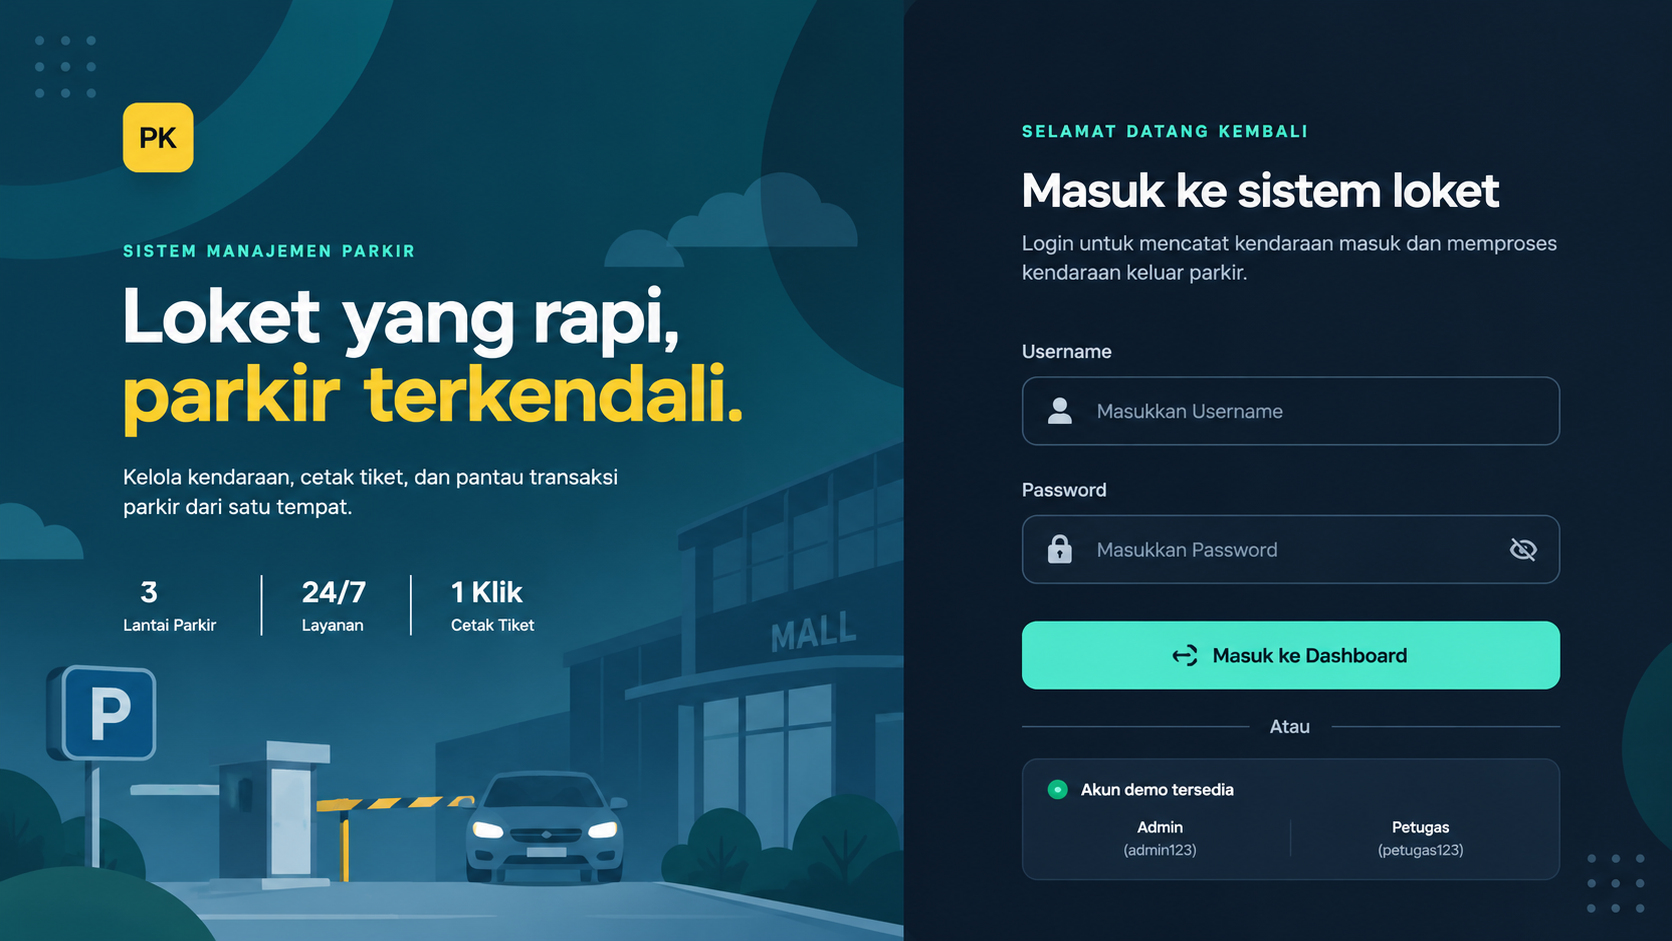 PK
SISTEM MANAJEMEN PARKIR
Loket yang rapi,
parkir terkendali.
Kelola kendaraan, cetak tiket, dan pantau transaksi
parkir dari satu tempat.
3
Lantai Parkir
24/7
Layanan
1 Klik
Cetak Tiket
P
MALL
SELAMAT DATANG KEMBALI
Masuk ke sistem loket
Login untuk mencatat kendaraan masuk dan memproses
kendaraan keluar parkir.
Username
Masukkan Username
Password
Masukkan Password
Masuk ke Dashboard
Atau
Akun demo tersedia
Admin
(admin123)
Petugas
(petugas123)